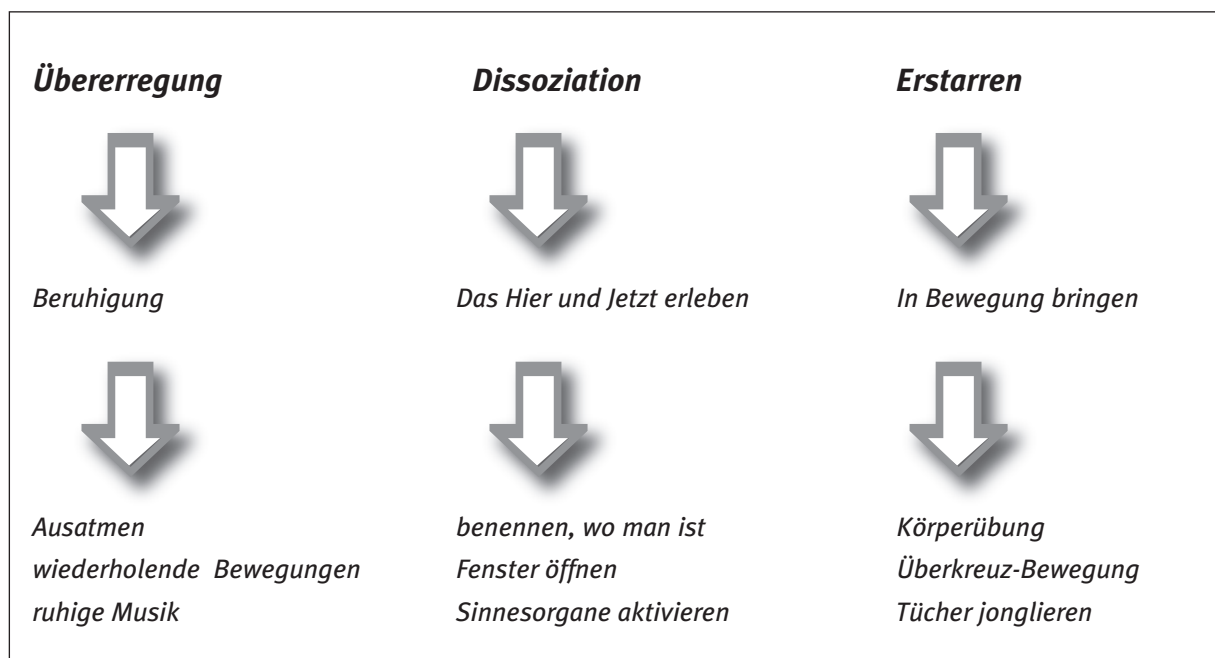 Übererregung
Beruhigung
Ausatmen
wiederholende Bewegungen
ruhige Musik
Dissoziation
Das Hier und Jetzt erleben
benennen, wo man ist
Fenster öffnen
Sinnesorgane aktivieren
Erstarren
In Bewegung bringen
Körperübung
Überkreuz-Bewegung
Tücher jonglieren